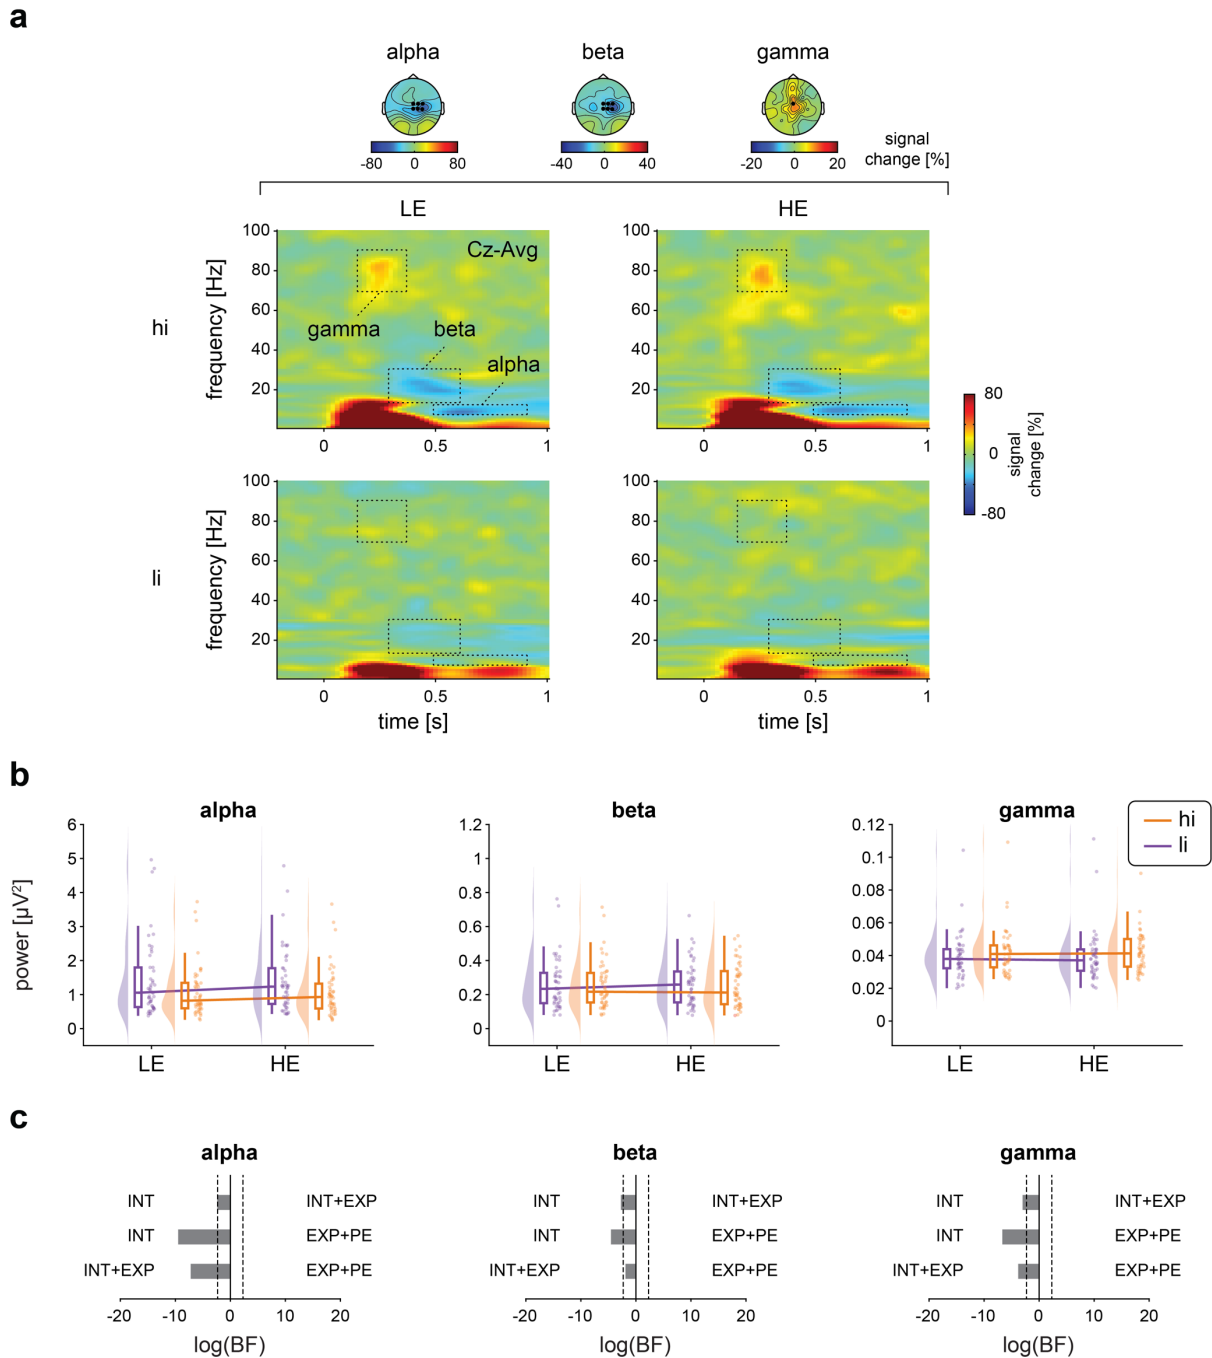 a
alpha beta gamma
-80 0 80 -40 0 40 -20 0 20
signal
change [%]
LE HE
100 80 60 40 20
frequency [Hz]
hi
Cz-Avg
gamma
beta
alpha
0 0.5 1
100 80 60 40 20
0 0.5 1
80
0
-80
signal
change [%]
100 80 60 40 20
frequency [Hz]
li
0 0.5 1
time [s]
100 80 60 40 20
0 0.5 1
time [s]
b
alpha beta gamma
hi
li
power [µV²]
6 5 4 3 2 1 0
LE HE
1.2 1 0.8 0.6 0.4 0.2 0
LE HE
0.12 0.1 0.08 0.06 0.04 0.02 0
LE HE
c
alpha beta gamma
INT INT+EXP INT INT+EXP INT INT+EXP
INT EXP+PE INT EXP+PE INT EXP+PE
INT+EXP EXP+PE INT+EXP EXP+PE INT+EXP EXP+PE
-20 -10 0 10 20 -20 -10 0 10 20 -20 -10 0 10 20
log(BF) log(BF) log(BF)